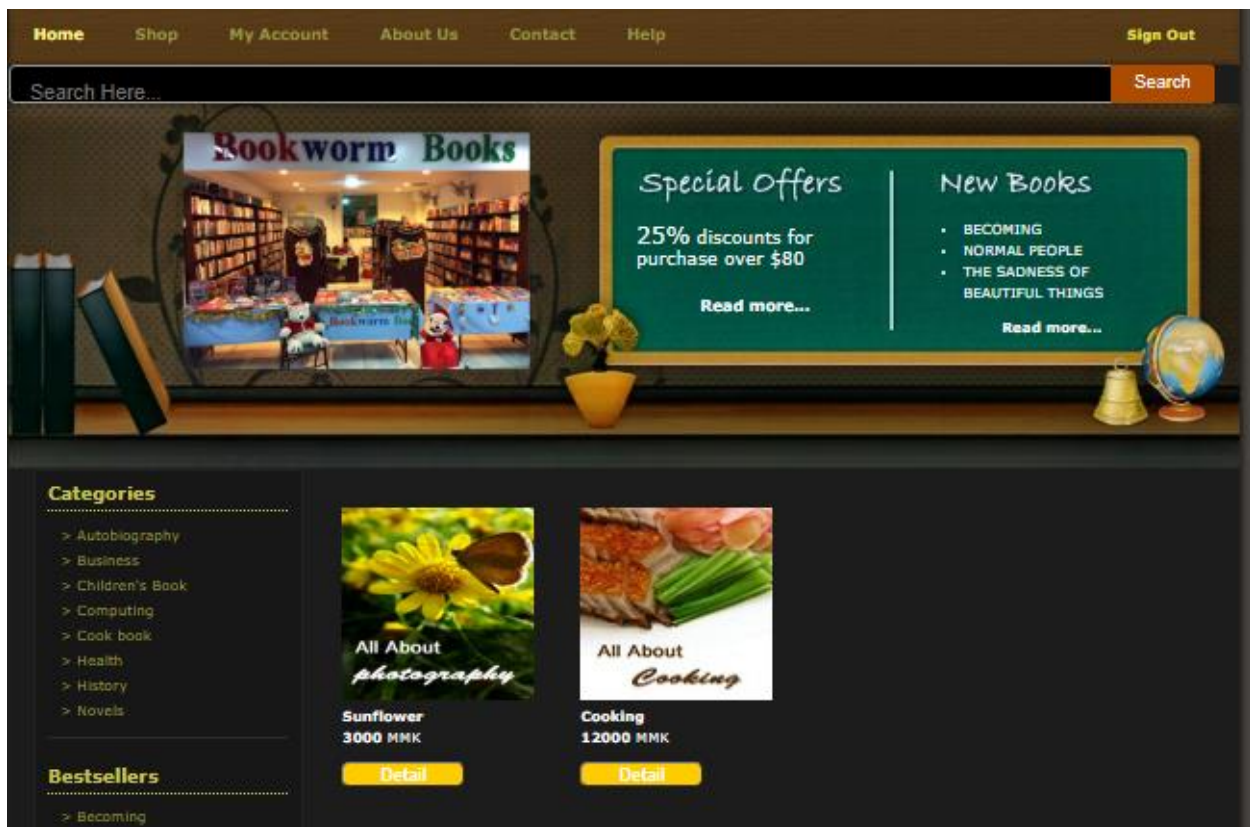 Home Shop My Account About Us Contact Help Sign Out
Search Here... Search
Bookworm Books
Bookworm
Special Offers
25% discounts for
purchase over $80
Read more...
New Books
• BECOMING
• NORMAL PEOPLE
• THE SADNESS OF
BEAUTIFUL THINGS
Read more...
Categories
> Autobiography
> Business
> Children's Book
> Computing
> Cook book
> Health
> History
> Novels
Bestsellers
> Becoming
All About
photography
Sunflower
3000 MMK
Detail
All About
Cooking
Cooking
12000 MMK
Detail